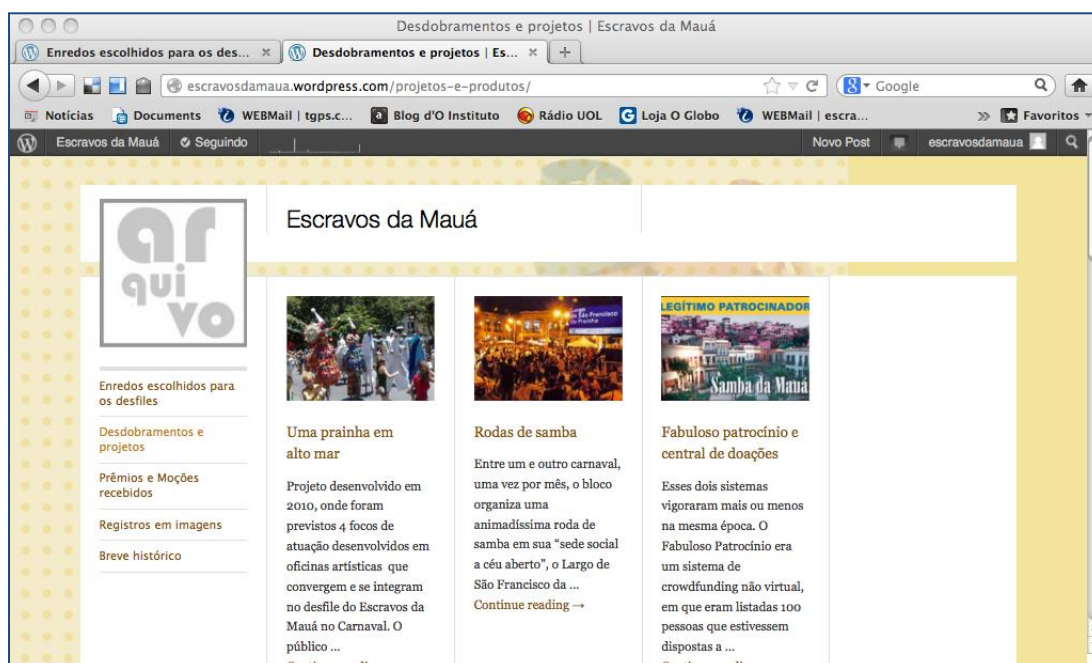 Desdobramentos e projetos | Escravos da Mauá
Enredos escolhidos para os des...
Desdobramentos e projetos | Es...
escravosdamaua.wordpress.com/projetos-e-produtos/
Google
Notícias Documents WEBMail | tgps.c... Blog d'O Instituto Rádio UOL Loja O Globo WEBMail | escra... Favoritos
Escravos da Mauá Seguindo Novo Post escravosdamaua
arquivo
Escravos da Mauá
Enredos escolhidos para
os desfiles
Desdobramentos e
projetos
Prêmios e Moções
recebidos
Registros em imagens
Breve histórico
Uma prainha em
alto mar
Projeto desenvolvido em
2010, onde foram
previstos 4 focos de
atuação desenvolvidos em
oficinas artísticas que
convergem e se integram
no desfile do Escravos da
Mauá no Carnaval. O
público ...
Largo
de São Francisco
da Prainha
Rodas de samba
Entre um e outro carnaval,
uma vez por mês, o bloco
organiza uma
animadíssima roda de
samba em sua “sede social
a céu aberto”, o Largo de
São Francisco da ...
Continue reading →
LEGÍTIMO PATROCINADOR
Samba da Mauá
Fabuloso patrocínio e
central de doações
Esses dois sistemas
vigoraram mais ou menos
na mesma época. O
Fabuloso Patrocínio era
um sistema de
crowdfunding não virtual,
em que eram listadas 100
pessoas que estivessem
dispostas a ...